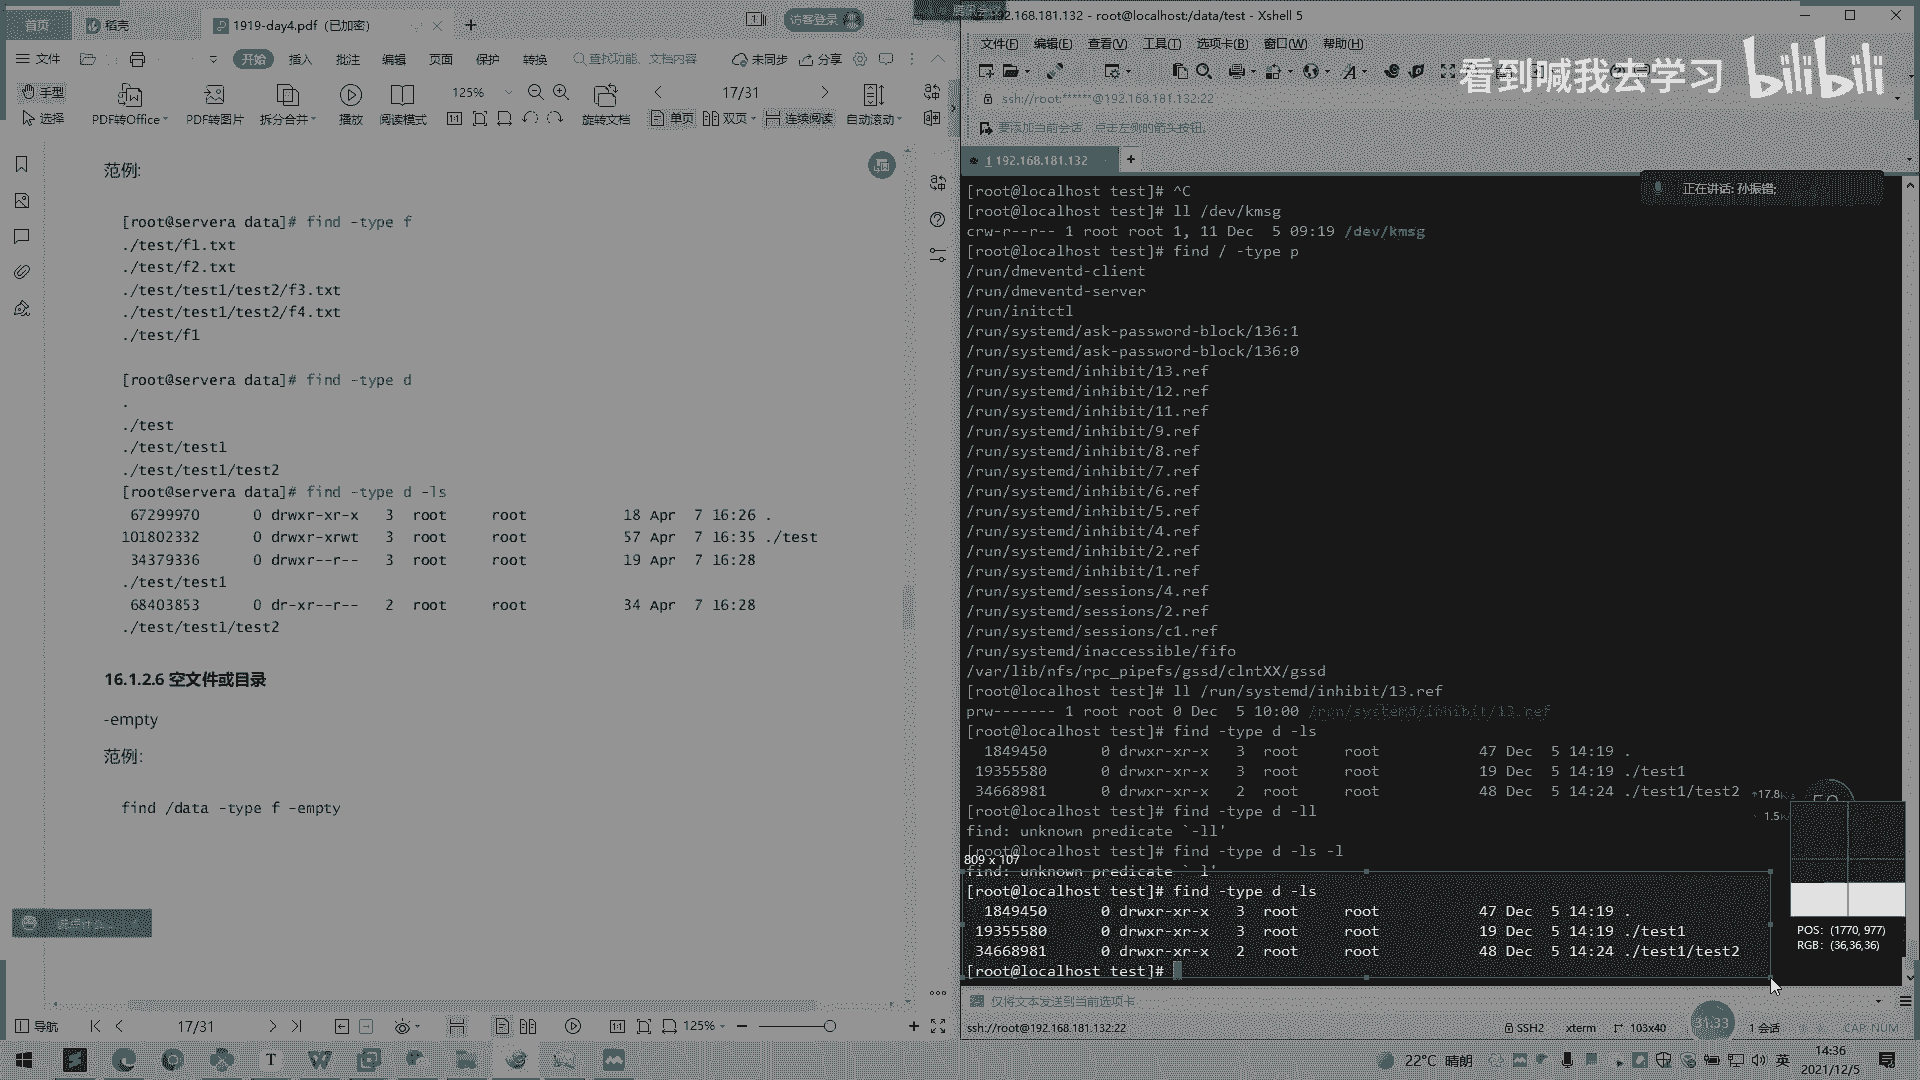 首页
稻壳
1919-day4.pdf（已加密）
访客登录
文件
开始
插入
批注
编辑
页面
保护
转换
查找功能、文档内容
未同步
分享
手型
选择
PDF转Office
PDF转图片
拆分合并
播放
阅读模式
125%
17/31
旋转文档
单页
双页
连续阅读
自动滚动
范例:
[root@servera data]# find -type f
./test/f1.txt
./test/f2.txt
./test/test1/test2/f3.txt
./test/test1/test2/f4.txt
./test/f1
[root@servera data]# find -type d
.
./test
./test/test1
./test/test1/test2
[root@servera data]# find -type d -ls
67299970 0 drwxr-xr-x 3 root root 18 Apr 7 16:26 .
101802332 0 drwxr-xrwt 3 root root 57 Apr 7 16:35 ./test
34379336 0 drwxr--r-- 3 root root 19 Apr 7 16:28
./test/test1
68403853 0 dr-xr--r-- 2 root root 34 Apr 7 16:28
./test/test1/test2
16.1.2.6 空文件或目录
-empty
范例:
find /data -type f -empty
导航
17/31
125%
192.168.181.132 - root@localhost:/data/test - Xshell 5
文件(F) 编辑(E) 查看(V) 工具(T) 选项卡(B) 窗口(W) 帮助(H)
看到喊我去学习 bilibili
ssh://root:******@192.168.181.132:22
要添加当前会话，点击左侧的箭头按钮。
1 192.168.181.132
正在讲话: 孙振错;
[root@localhost test]# ^C
[root@localhost test]# ll /dev/kmsg
crw-r--r-- 1 root root 1, 11 Dec 5 09:19 /dev/kmsg
[root@localhost test]# find / -type p
/run/dmeventd-client
/run/dmeventd-server
/run/initctl
/run/systemd/ask-password-block/136:1
/run/systemd/ask-password-block/136:0
/run/systemd/inhibit/13.ref
/run/systemd/inhibit/12.ref
/run/systemd/inhibit/11.ref
/run/systemd/inhibit/9.ref
/run/systemd/inhibit/8.ref
/run/systemd/inhibit/7.ref
/run/systemd/inhibit/6.ref
/run/systemd/inhibit/5.ref
/run/systemd/inhibit/4.ref
/run/systemd/inhibit/2.ref
/run/systemd/inhibit/1.ref
/run/systemd/sessions/4.ref
/run/systemd/sessions/2.ref
/run/systemd/sessions/c1.ref
/run/systemd/inaccessible/fifo
/var/lib/nfs/rpc_pipefs/gssd/clntXX/gssd
[root@localhost test]# ll /run/systemd/inhibit/13.ref
prw------- 1 root root 0 Dec 5 10:00 /run/systemd/inhibit/13.ref
[root@localhost test]# find -type d -ls
1849450 0 drwxr-xr-x 3 root root 47 Dec 5 14:19 .
19355580 0 drwxr-xr-x 3 root root 19 Dec 5 14:19 ./test1
34668981 0 drwxr-xr-x 2 root root 48 Dec 5 14:24 ./test1/test2
[root@localhost test]# find -type d -ll
find: unknown predicate `-ll'
[root@localhost test]# find -type d -ls -l
find: unknown predicate `-l'
809 x 107
[root@localhost test]# find -type d -ls
1849450 0 drwxr-xr-x 3 root root 47 Dec 5 14:19 .
19355580 0 drwxr-xr-x 3 root root 19 Dec 5 14:19 ./test1
34668981 0 drwxr-xr-x 2 root root 48 Dec 5 14:24 ./test1/test2
[root@localhost test]#
POS: (1770, 977)
RGB: (36,36,36)
仅将文本发送到当前选项卡
ssh://root@192.168.181.132:22
SSH2
xterm
103x40
31:33
1 会话
CAP NUM
22°C 晴朗
英
14:36
2021/12/5